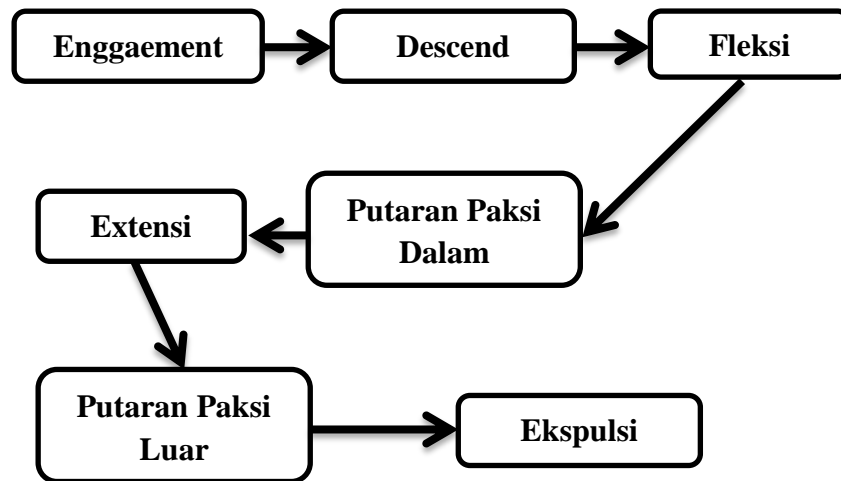 Enggaement
Descend
Fleksi
Putaran Paksi
Dalam
Extensi
Putaran Paksi
Luar
Ekspulsi